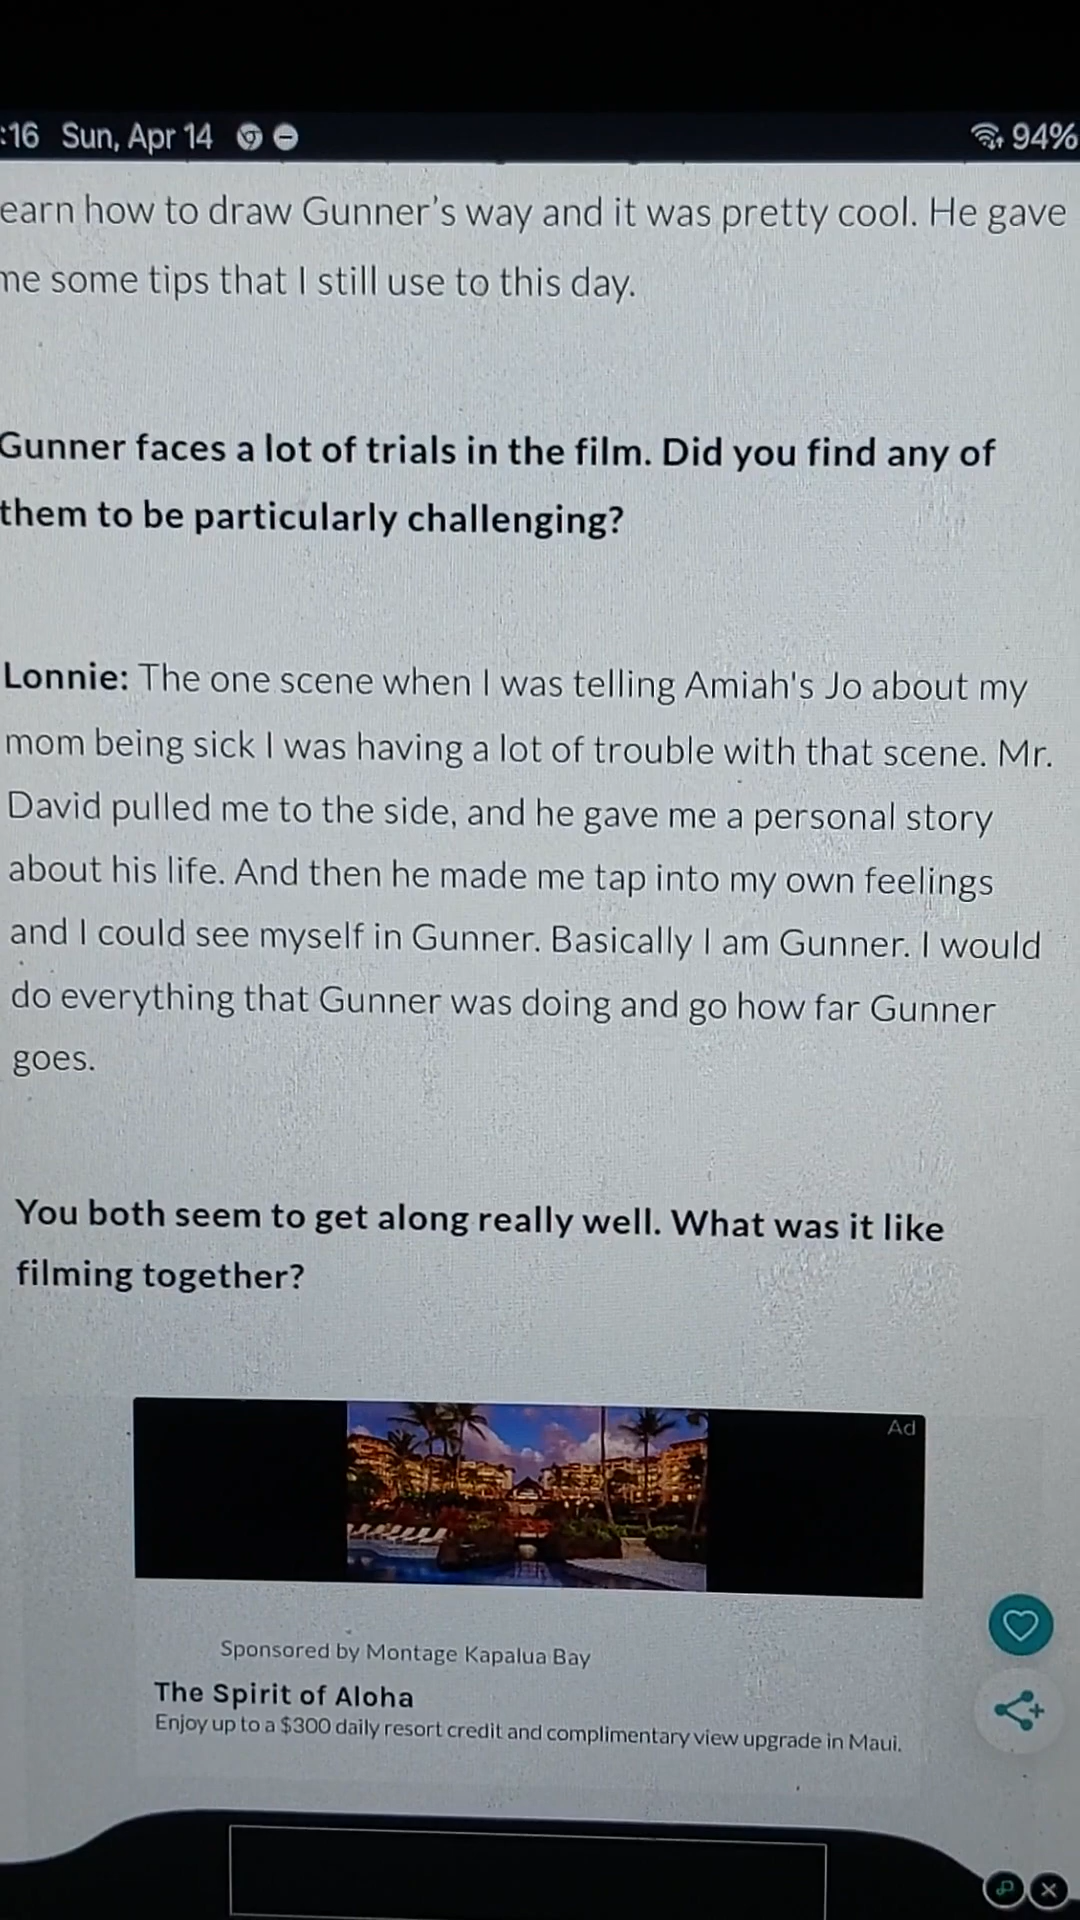 :16 Sun, Apr 14 94%
earn how to draw Gunner's way and it was pretty cool. He gave
me some tips that I still use to this day.
Gunner faces a lot of trials in the film. Did you find any of
them to be particularly challenging?
Lonnie: The one scene when I was telling Amiah's Jo about my
mom being sick I was having a lot of trouble with that scene. Mr.
David pulled me to the side, and he gave me a personal story
about his life. And then he made me tap into my own feelings
and I could see myself in Gunner. Basically I am Gunner. I would
do everything that Gunner was doing and go how far Gunner
goes.
You both seem to get along really well. What was it like
filming together?
Ad
Sponsored by Montage Kapalua Bay
The Spirit of Aloha
Enjoy up to a $300 daily resort credit and complimentary view upgrade in Maui.